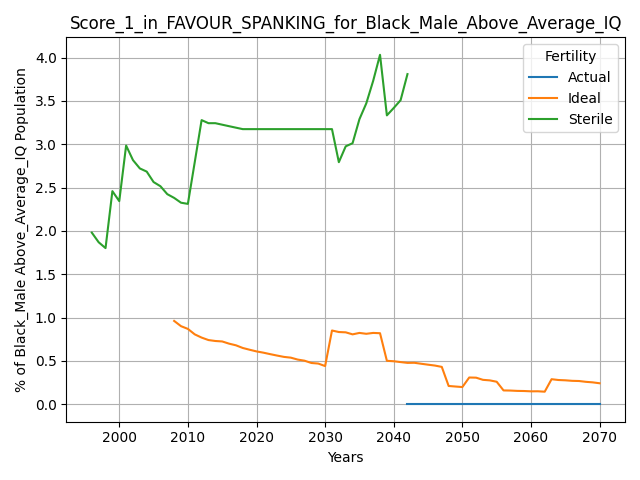 Score_1_in_FAVOUR_SPANKING_for_Black_Male_Above_Average_IQ
% of Black_Male Above_Average_IQ Population
4.0
3.5
3.0
2.5
2.0
1.5
1.0
0.5
0.0
Fertility
Actual
Ideal
Sterile
2000 2010 2020 2030 2040 2050 2060 2070
Years